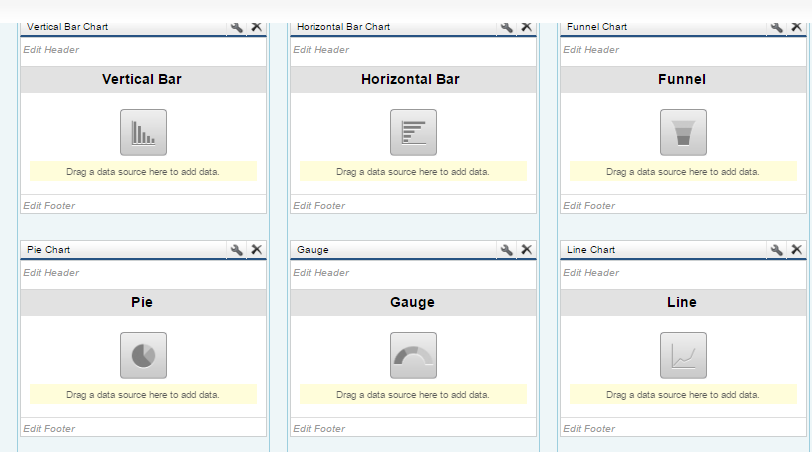 Vertical Bar Chart
Horizontal Bar Chart
Funnel Chart
Edit Header
Edit Header
Edit Header
Vertical Bar
Horizontal Bar
Funnel
Drag a data source here to add data.
Drag a data source here to add data.
Drag a data source here to add data.
Edit Footer
Edit Footer
Edit Footer
Pie Chart
Gauge
Line Chart
Edit Header
Edit Header
Edit Header
Pie
Gauge
Line
Drag a data source here to add data.
Drag a data source here to add data.
Drag a data source here to add data.
Edit Footer
Edit Footer
Edit Footer